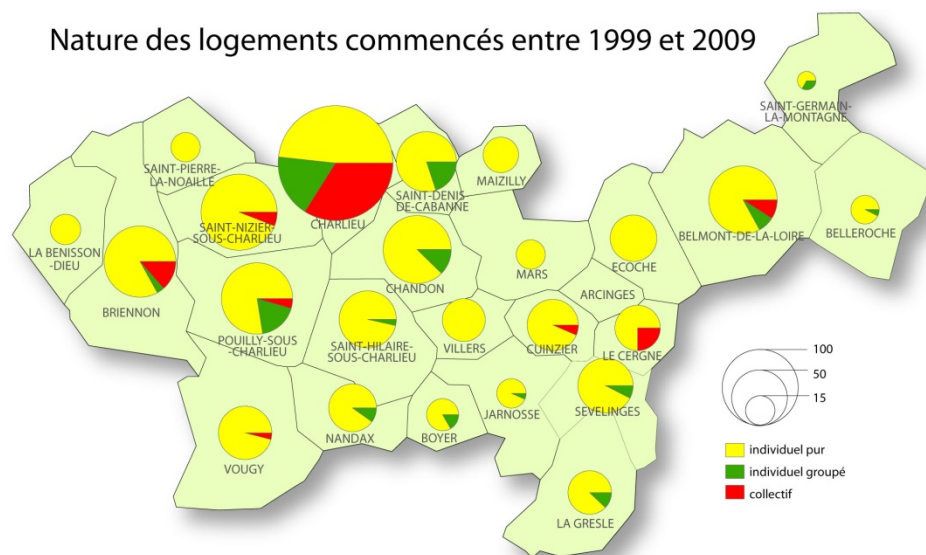 Nature des logements commencés entre 1999 et 2009
SAINT-GERMAIN-
LA-MONTAGNE
SAINT-PIERRE-
LA-NOAILLE
CHARLIEU
SAINT-DENIS
DE-CABANNE
MAIZILLY
SAINT-NIZIER
SOUS-CHARLIEU
LA BENISSON
-DIEU
BELMONT-DE-LA-LOIRE
BELLEROCHE
BRIENNON
CHANDON
MARS
ECOCHE
ARCINGES
POUILLY-SOUS
-CHARLIEU
SAINT-HILAIRE-
SOUS-CHARLIEU
VILLERS
CUINZIER
LE CERGNE
VOUGY
NANDAX
BOYER
JARNOSSE
SEVELINGES
LA GRESLE
100
50
15
individuel pur
individuel groupé
collectif